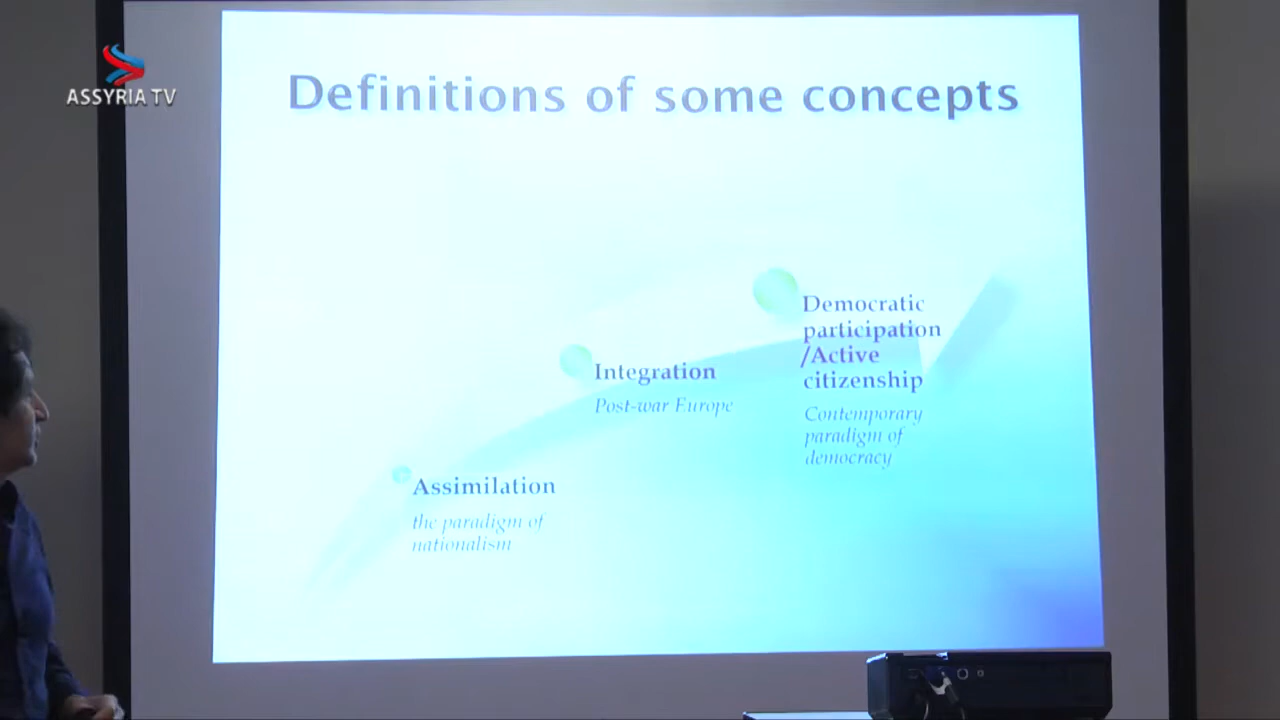 ASSYRIA TV
Definitions of some concepts
Democratic
participation
/Active
citizenship
Contemporary
paradigm of
democracy
Integration
Post-war Europe
Assimilation
the paradigm of
nationalism